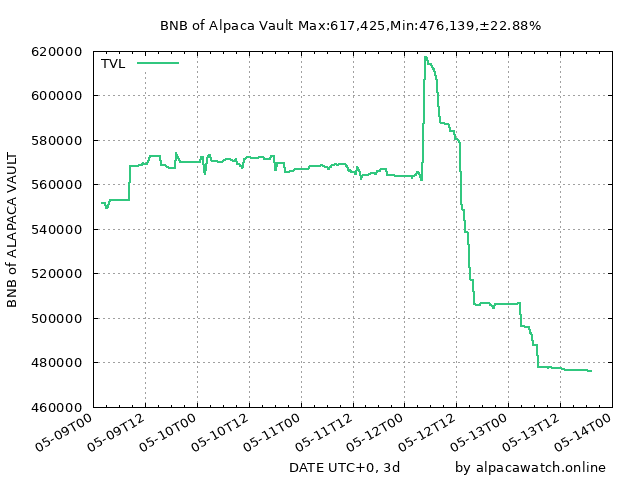 BNB of Alpaca Vault Max:617,425,Min:476,139,±22.88%
TVL
BNB of ALAPACA VAULT
620000
600000
580000
560000
540000
520000
500000
480000
460000
05-09T00
05-09T12
05-10T00
05-10T12
05-11T00
05-11T12
05-12T00
05-12T12
05-13T00
05-13T12
05-14T00
DATE UTC+0, 3d
by alpacawatch.online